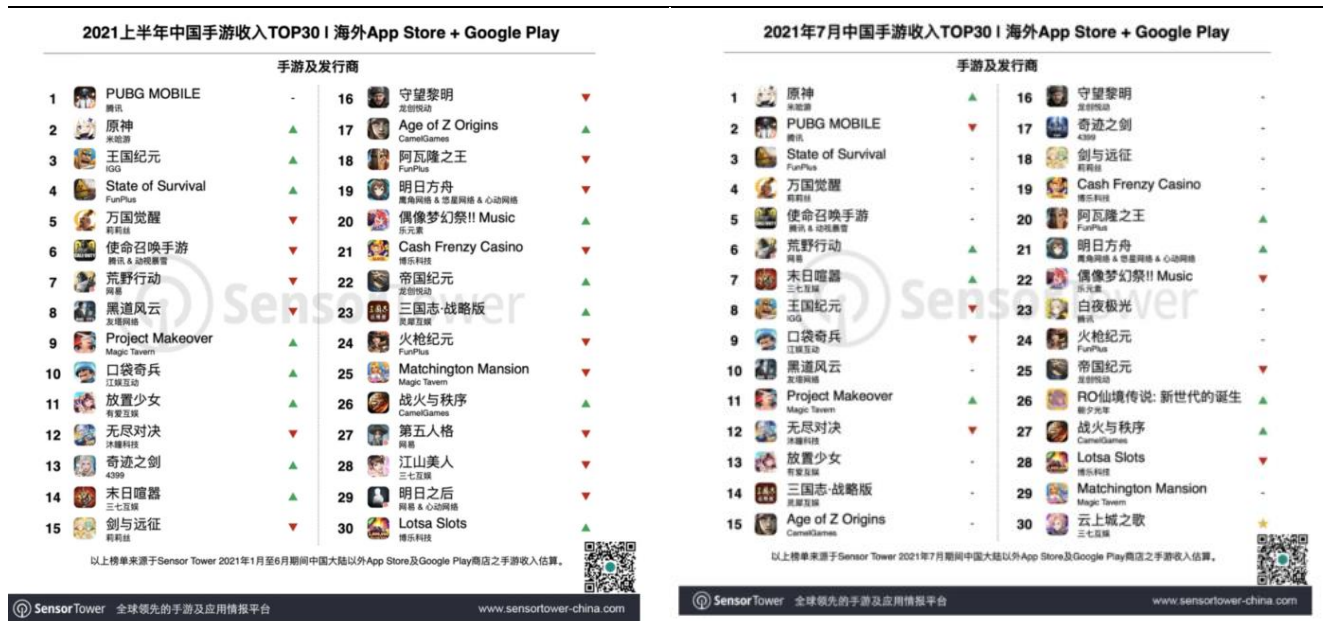 2021上半年中国手游收入TOP30 | 海外App Store + Google Play
手游及发行商
1 PUBG MOBILE -
腾讯
2 原神 ▲
米哈游
3 王国纪元 ▲
IGG
4 State of Survival ▲
FunPlus
5 万国觉醒 ▼
莉莉丝
6 使命召唤手游 ▼
腾讯 & 动视暴雪
7 荒野行动 ▼
网易
8 黑道风云 ▼
友塔网络
9 Project Makeover ▲
Magic Tavern
10 口袋奇兵 ▲
江娱互动
11 放置少女 ▲
有爱互娱
12 无尽对决 ▼
沐瞳科技
13 奇迹之剑 ▲
4399
14 末日喧嚣 ▲
三七互娱
15 剑与远征 ▼
莉莉丝
16 守望黎明 ▼
龙创悦动
17 Age of Z Origins ▲
CamelGames
18 阿瓦隆之王 ▼
FunPlus
19 明日方舟 ▼
鹰角网络 & 悠星网络 & 心动网络
20 偶像梦幻祭!! Music ▲
乐元素
21 Cash Frenzy Casino ▼
博乐科技
22 帝国纪元 ▲
龙创悦动
23 三国志·战略版 ▲
灵犀互娱
24 火枪纪元 ▼
FunPlus
25 Matchington Mansion ▼
Magic Tavern
26 战火与秩序 ▲
CamelGames
27 第五人格 ▼
网易
28 江山美人 ▼
三七互娱
29 明日之后 ▼
网易 & 心动网络
30 Lotsa Slots ▲
博乐科技
SensorTower
以上榜单来源于Sensor Tower 2021年1月至6月期间中国大陆以外App Store及Google Play商店之手游收入估算。
SensorTower 全球领先的手游及应用情报平台 www.sensortower-china.com
2021年7月中国手游收入TOP30 | 海外App Store + Google Play
手游及发行商
1 原神 ▲
米哈游
2 PUBG MOBILE ▼
腾讯
3 State of Survival -
FunPlus
4 万国觉醒 -
莉莉丝
5 使命召唤手游 -
腾讯 & 动视暴雪
6 荒野行动 ▲
网易
7 末日喧嚣 ▲
三七互娱
8 王国纪元 ▼
IGG
9 口袋奇兵 ▼
江娱互动
10 黑道风云 -
友塔网络
11 Project Makeover ▲
Magic Tavern
12 无尽对决 ▼
沐瞳科技
13 放置少女 -
有爱互娱
14 三国志·战略版 -
灵犀互娱
15 Age of Z Origins -
CamelGames
16 守望黎明 -
龙创悦动
17 奇迹之剑 -
4399
18 剑与远征 -
莉莉丝
19 Cash Frenzy Casino -
博乐科技
20 阿瓦隆之王 ▲
FunPlus
21 明日方舟 ▲
鹰角网络 & 悠星网络 & 心动网络
22 偶像梦幻祭!! Music ▼
乐元素
23 白夜极光 -
腾讯
24 火枪纪元 -
FunPlus
25 帝国纪元 ▼
龙创悦动
26 RO仙境传说: 新世代的诞生 ▲
朝夕光年
27 战火与秩序 ▲
CamelGames
28 Lotsa Slots ▼
博乐科技
29 Matchington Mansion -
Magic Tavern
30 云上城之歌 ★
三七互娱
SensorTower
以上榜单来源于Sensor Tower 2021年7月期间中国大陆以外App Store及Google Play商店之手游收入估算。
SensorTower 全球领先的手游及应用情报平台 www.sensortower-china.com